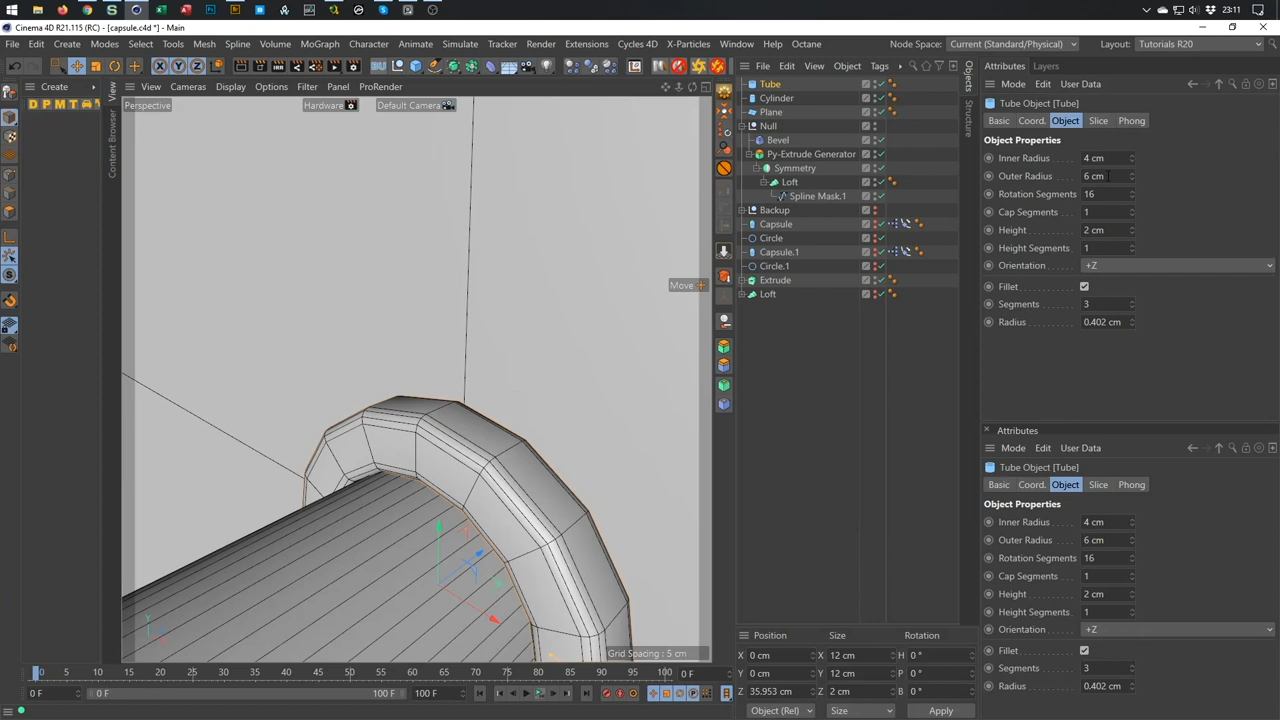 23:11
Cinema 4D R21.115 (RC) - [capsule.c4d *] - Main
File Edit Create Modes Select Tools Mesh Spline Volume MoGraph Character Animate Simulate Tracker Render Extensions Cycles 4D X-Particles Window Help Octane
Node Space: Current (Standard/Physical) Layout: Tutorials R20
Create
D P M T
View
Content Browser
View Cameras Display Options Filter Panel ProRender
Perspective
Hardware
Default Camera
Move
Grid Spacing : 5 cm
File Edit View Object Tags
Tube
Cylinder
Plane
Null
Bevel
Py-Extrude Generator
Symmetry
Loft
Spline Mask.1
Backup
Capsule
Circle
Capsule.1
Circle.1
Extrude
Loft
Objects
Structure
Attributes Layers
Mode Edit User Data
Tube Object [Tube]
Basic Coord. Object Slice Phong
Object Properties
Inner Radius 4 cm
Outer Radius 6 cm
Rotation Segments 16
Cap Segments 1
Height 2 cm
Height Segments 1
Orientation +Z
Fillet
Segments 3
Radius 0.402 cm
Attributes
Mode Edit User Data
Tube Object [Tube]
Basic Coord. Object Slice Phong
Object Properties
Inner Radius 4 cm
Outer Radius 6 cm
Rotation Segments 16
Cap Segments 1
Height 2 cm
Height Segments 1
Orientation +Z
Fillet
Segments 3
Radius 0.402 cm
Position Size Rotation
X 0 cm X 12 cm H 0 °
Y 0 cm Y 12 cm P 0 °
Z 35.953 cm Z 2 cm B 0 °
Object (Rel) Size Apply
0 5 10 15 20 25 30 35 40 45 50 55 60 65 70 75 80 85 90 95 100 0 F
0 F 0 F 100 F 100 F